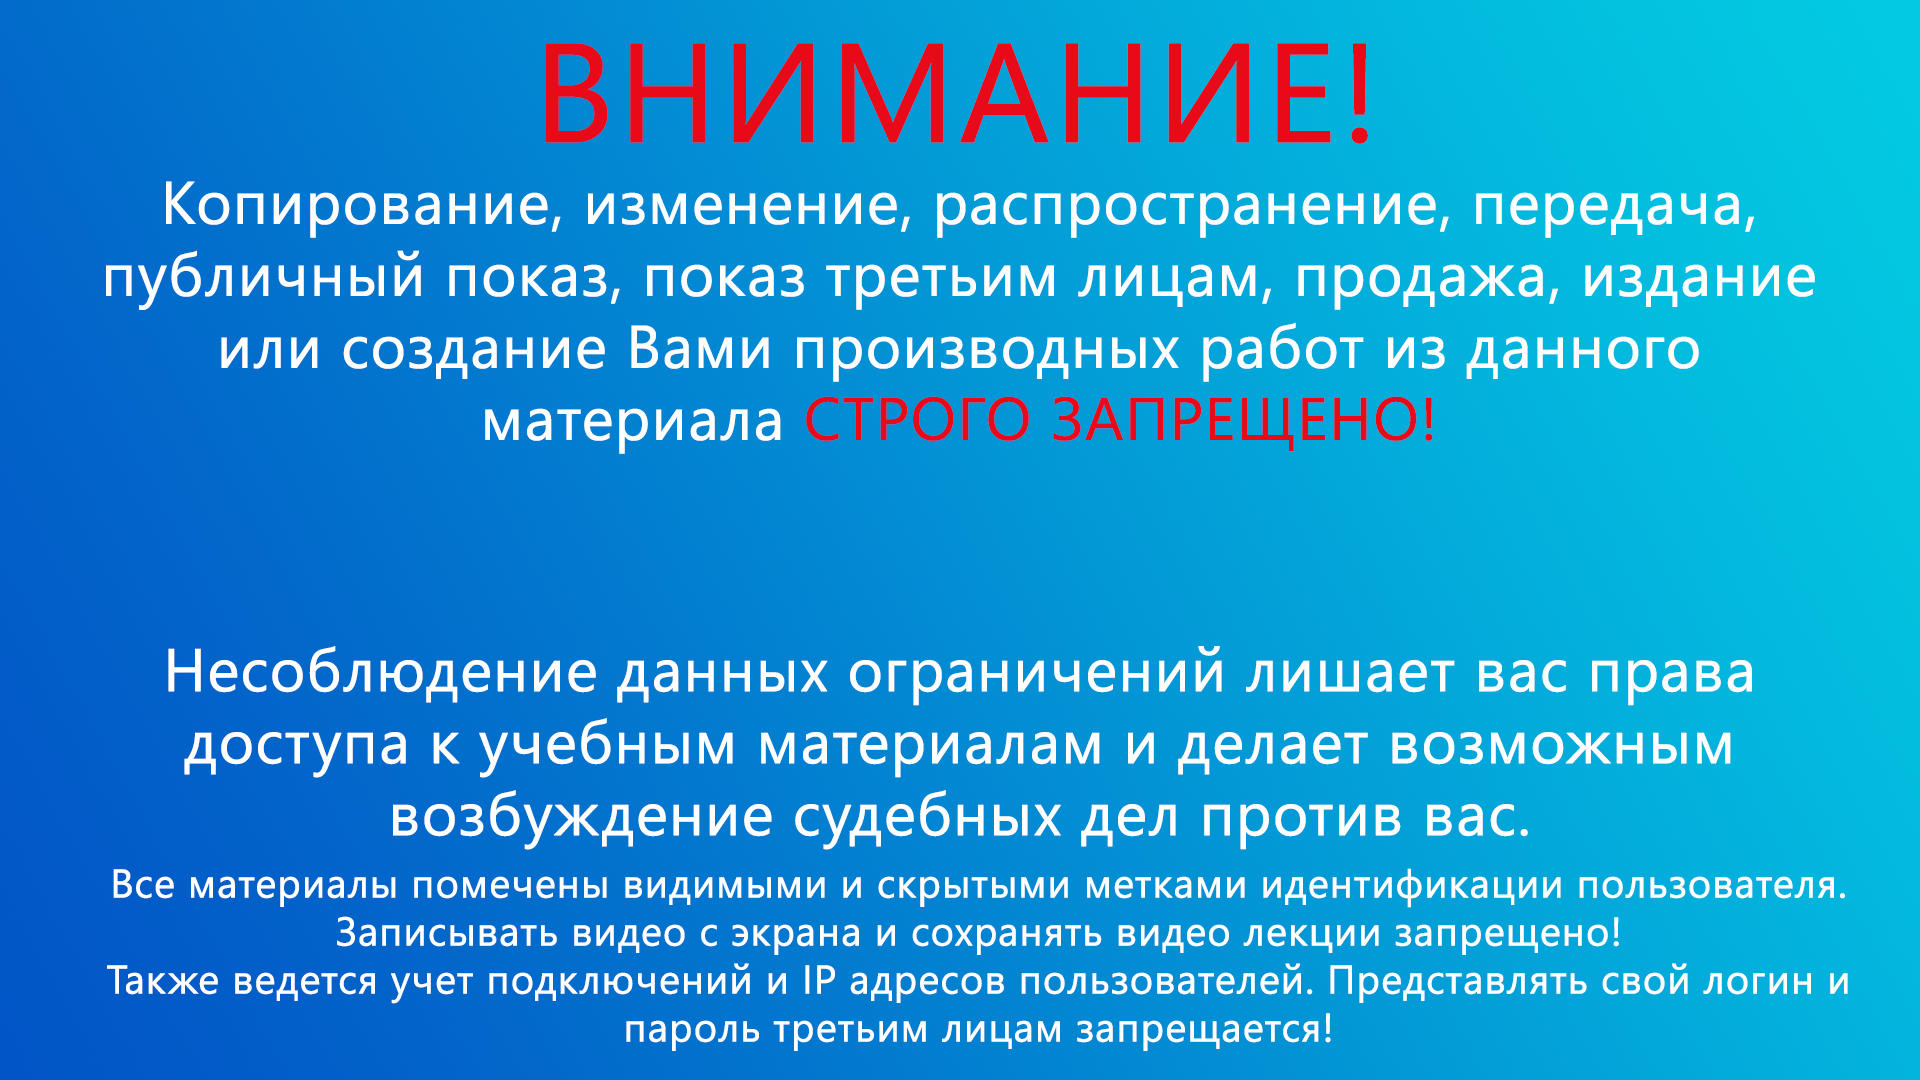 ВНИМАНИЕ!
Копирование, изменение, распространение, передача,
публичный показ, показ третьим лицам, продажа, издание
или создание Вами производных работ из данного
материала СТРОГО ЗАПРЕЩЕНО!
Несоблюдение данных ограничений лишает вас права
доступа к учебным материалам и делает возможным
возбуждение судебных дел против вас.
Все материалы помечены видимыми и скрытыми метками идентификации пользователя.
Записывать видео с экрана и сохранять видео лекции запрещено!
Также ведется учет подключений и IP адресов пользователей. Представлять свой логин и
пароль третьим лицам запрещается!